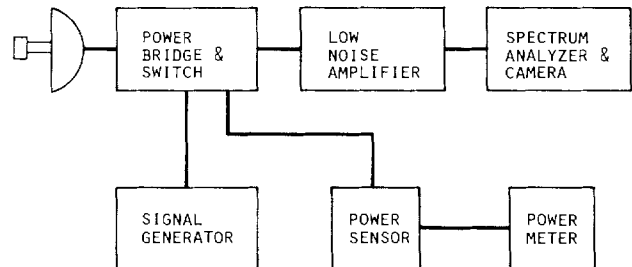 POWER
BRIDGE &
SWITCH
LOW
NOISE
AMPLIFIER
SPECTRUM
ANALYZER &
CAMERA
SIGNAL
GENERATOR
POWER
SENSOR
POWER
METER